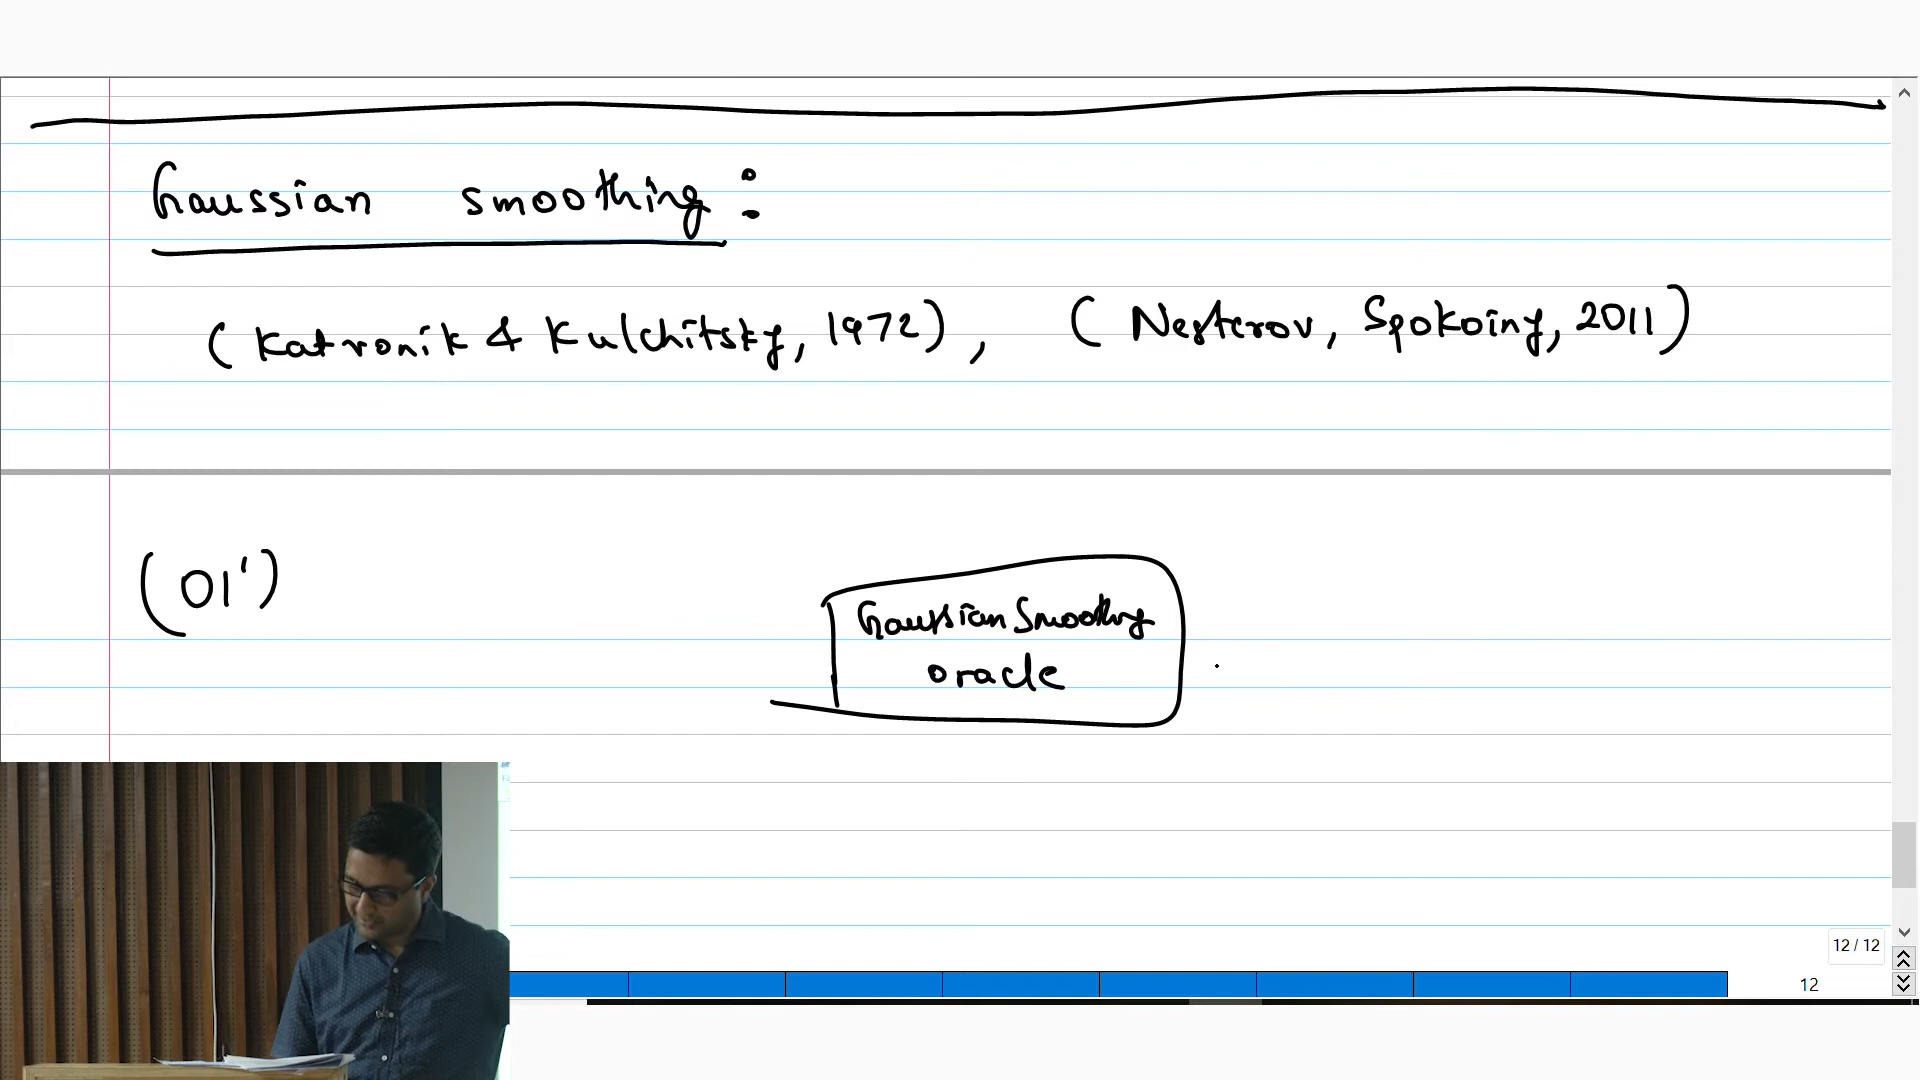 Gaussian smoothing:
(Katronik & Kulchitsky, 1972), (Nesterov, Spokoiny, 2011)
(O1')
Gaussian Smoothing
oracle
12 / 12
12